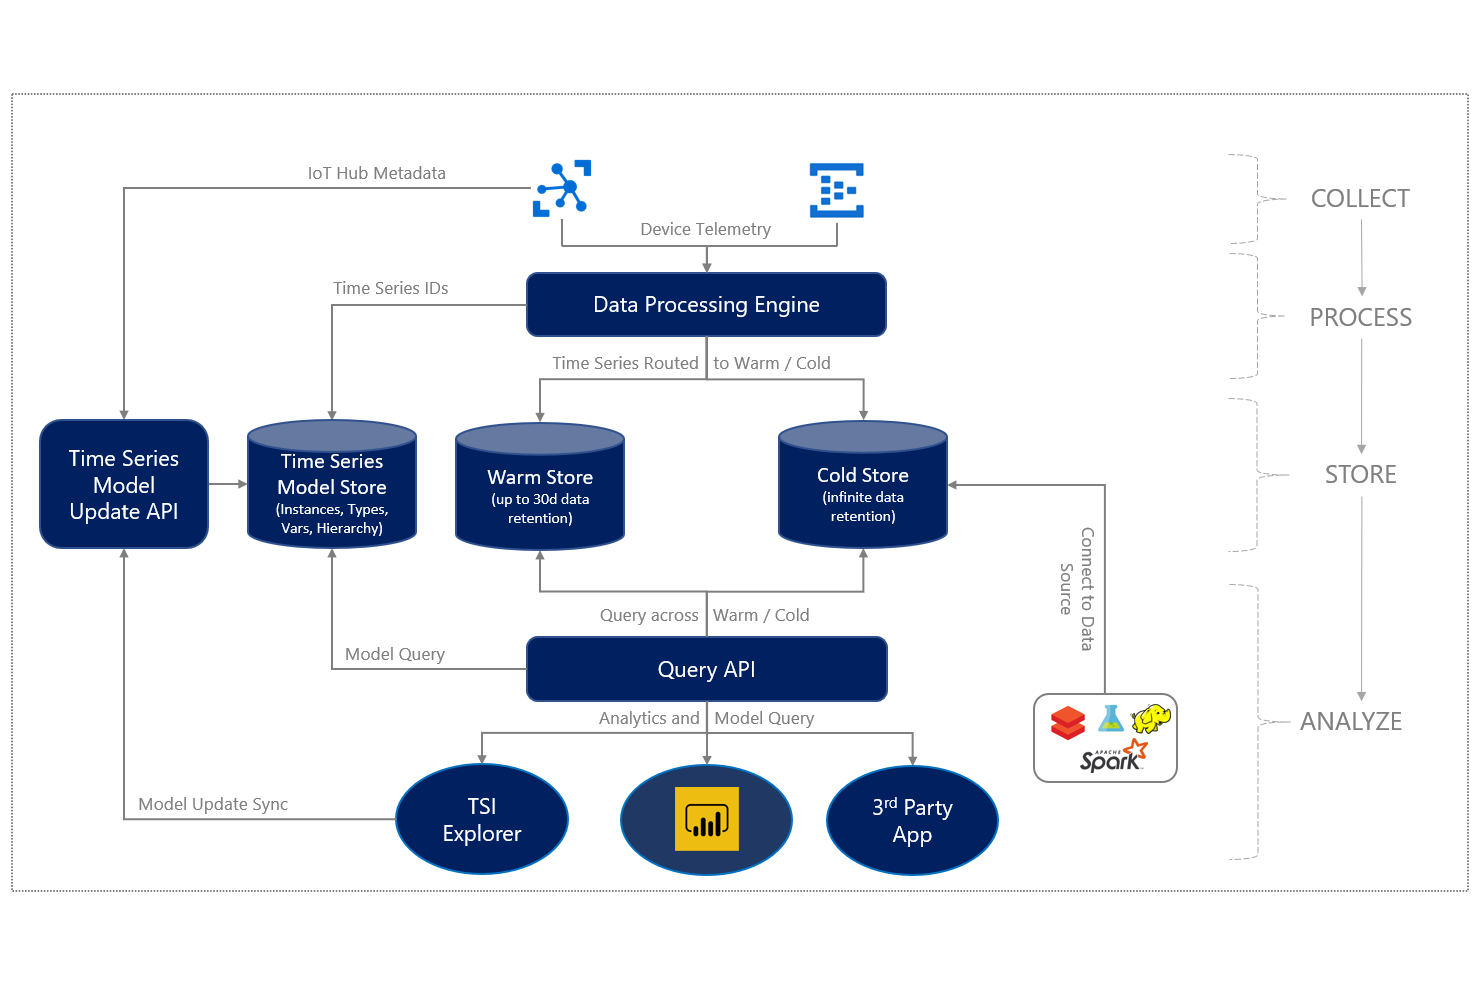 IoT Hub Metadata
Device Telemetry
COLLECT
Time Series IDs
Data Processing Engine
PROCESS
Time Series Routed to Warm / Cold
Time Series
Model
Update API
Time Series
Model Store
(Instances, Types,
Vars, Hierarchy)
Warm Store
(up to 30d data
retention)
Cold Store
(infinite data
retention)
STORE
Connect to Data
Source
Query across Warm / Cold
Model Query
Query API
Analytics and Model Query
ANALYZE
APACHE
Spark
Model Update Sync
TSI
Explorer
3rd Party
App